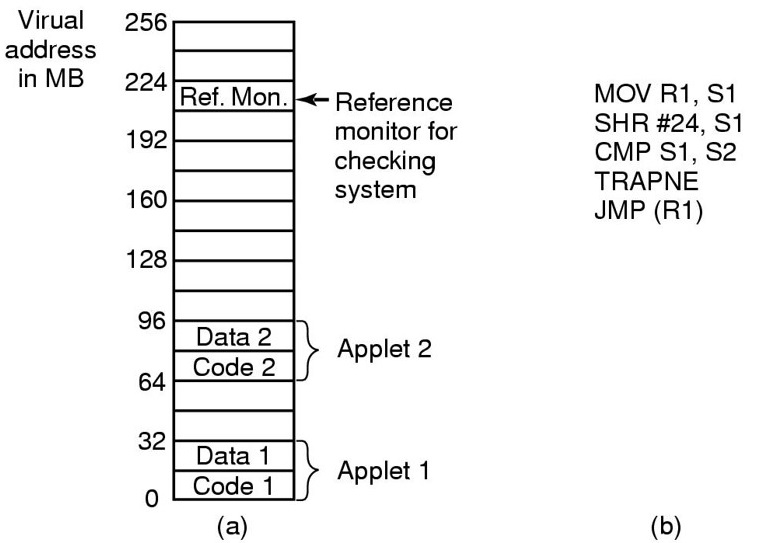 Virual
address
in MB
256
224
Ref. Mon.
Reference
monitor for
checking
system
192
160
128
96
Data 2
Code 2
Applet 2
64
32
Data 1
Code 1
Applet 1
0
(a)
MOV R1, S1
SHR #24, S1
CMP S1, S2
TRAPNE
JMP (R1)
(b)